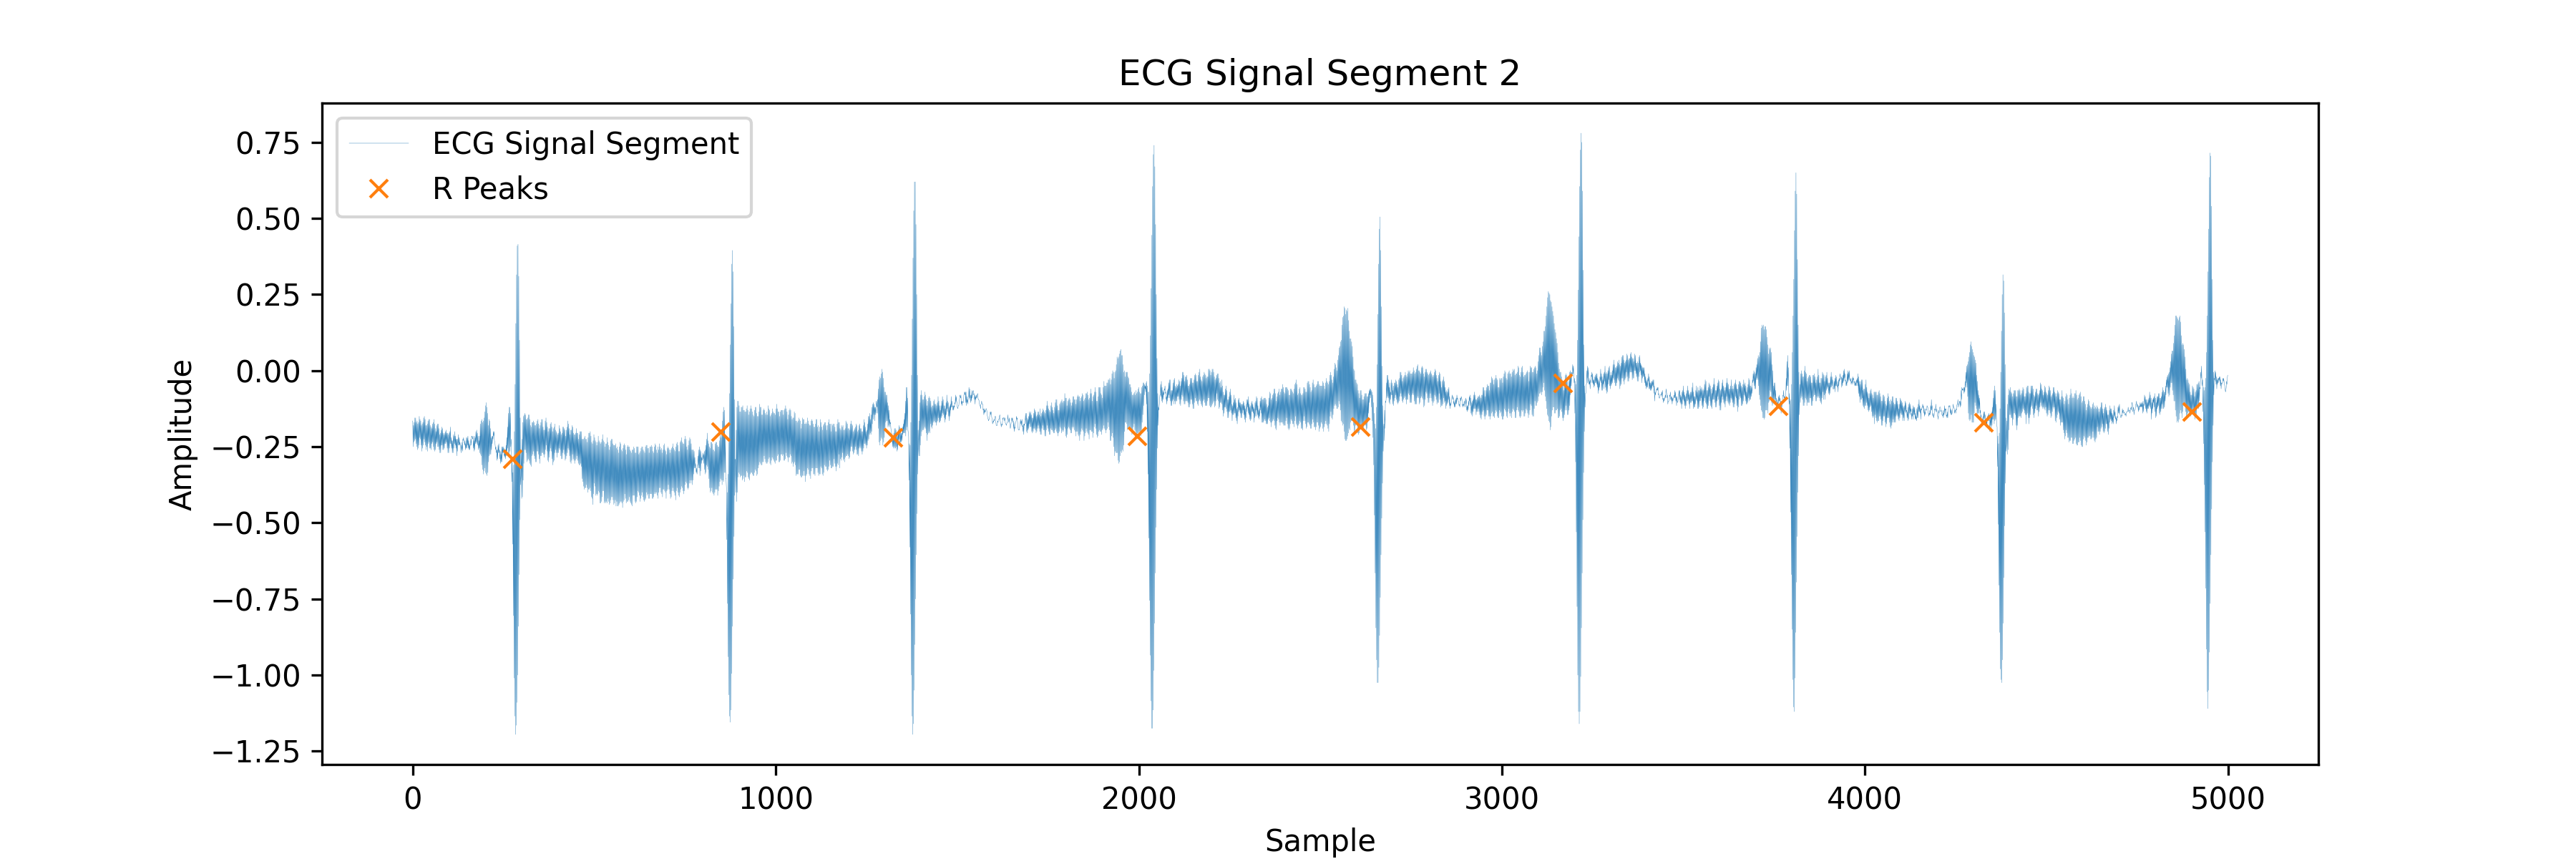 ECG Signal Segment 2
ECG Signal Segment
R Peaks
Amplitude
0.75
0.50
0.25
0.00
−0.25
−0.50
−0.75
−1.00
−1.25
0 1000 2000 3000 4000 5000
Sample